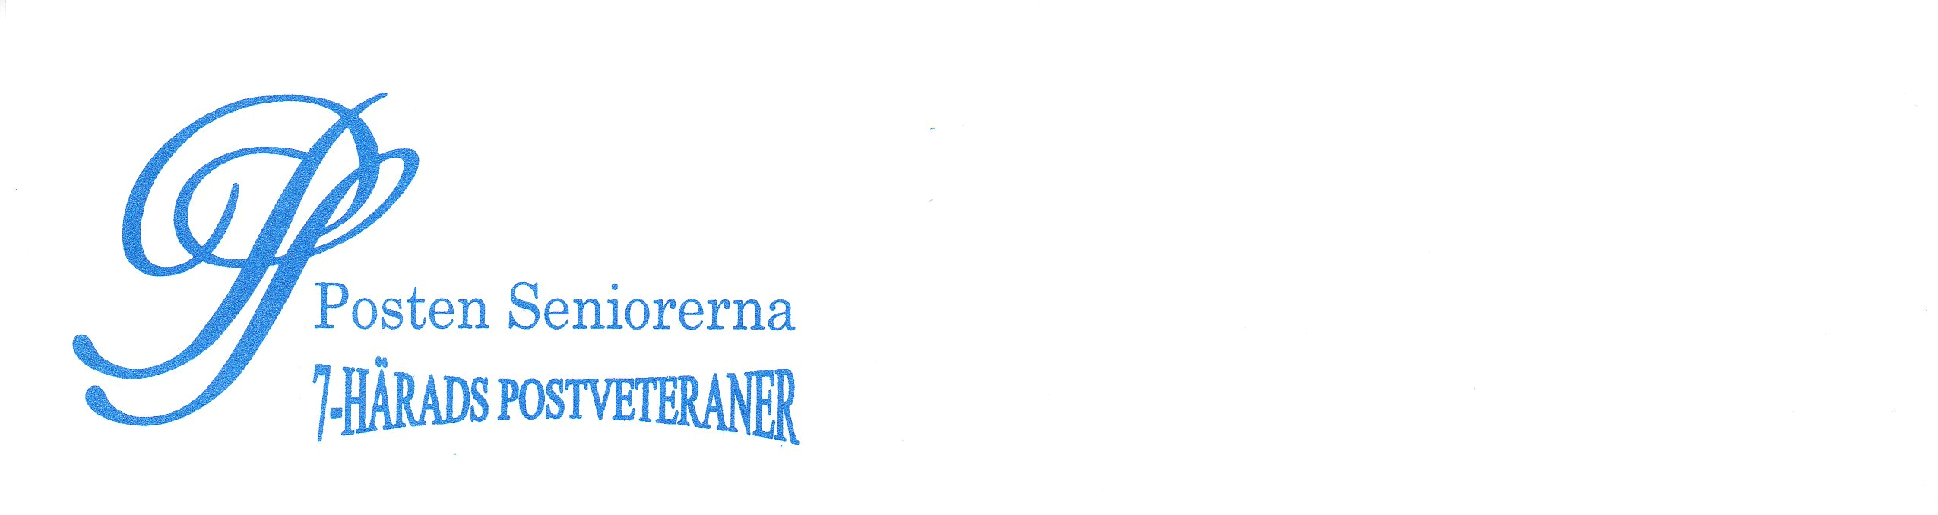 Posten Seniorerna
7-HÄRADS POSTVETERANER